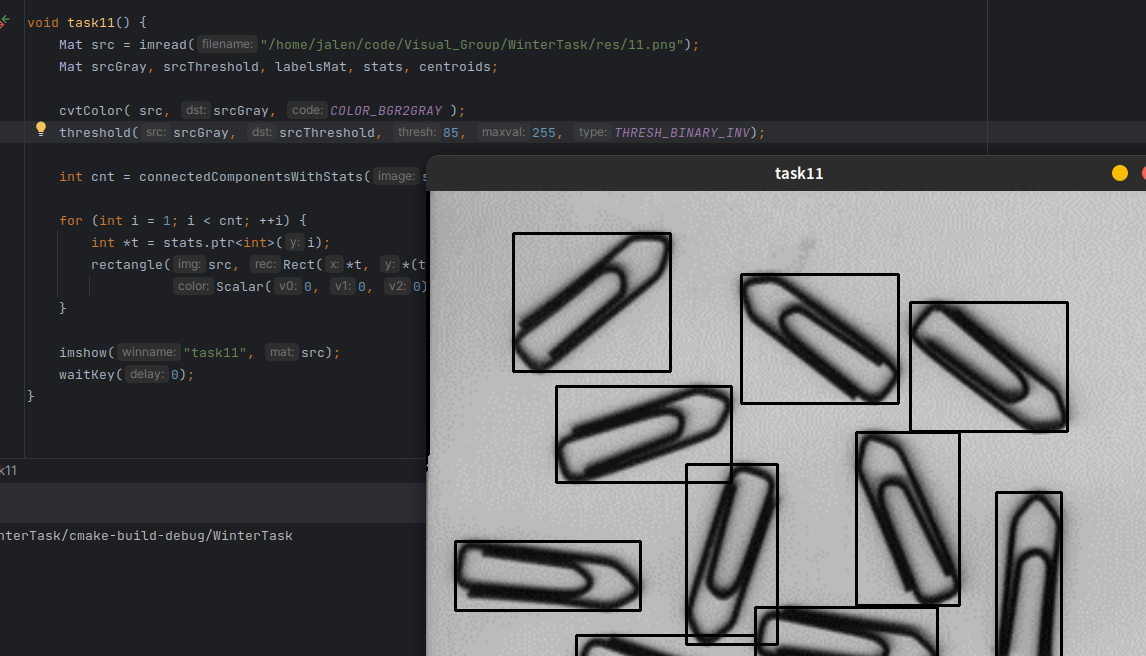 void task11() {
Mat src = imread( filename: "/home/jalen/code/Visual_Group/WinterTask/res/11.png");
Mat srcGray, srcThreshold, labelsMat, stats, centroids;
cvtColor( src, dst: srcGray, code: COLOR_BGR2GRAY );
threshold( src: srcGray, dst: srcThreshold, thresh: 85, maxval: 255, type: THRESH_BINARY_INV);
int cnt = connectedComponentsWithStats( image: s
for (int i = 1; i < cnt; ++i) {
int *t = stats.ptr<int>( y: i);
rectangle( img: src, rec: Rect( x: *t, y: *(t
color: Scalar( v0: 0, v1: 0, v2: 0)
}
imshow( winname: "task11", mat: src);
waitKey( delay: 0);
}
task11
k11
nterTask/cmake-build-debug/WinterTask